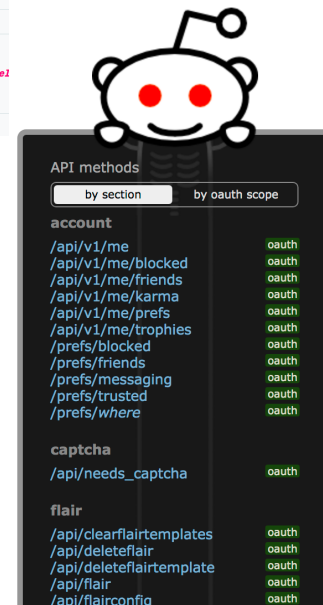 el
API methods
by section by oauth scope
account
/api/v1/me oauth
/api/v1/me/blocked oauth
/api/v1/me/friends oauth
/api/v1/me/karma oauth
/api/v1/me/prefs oauth
/api/v1/me/trophies oauth
/prefs/blocked oauth
/prefs/friends oauth
/prefs/messaging oauth
/prefs/trusted oauth
/prefs/where oauth
captcha
/api/needs_captcha oauth
flair
/api/clearflairtemplates oauth
/api/deleteflair oauth
/api/deleteflairtemplate oauth
/api/flair oauth
/api/flairconfig oauth